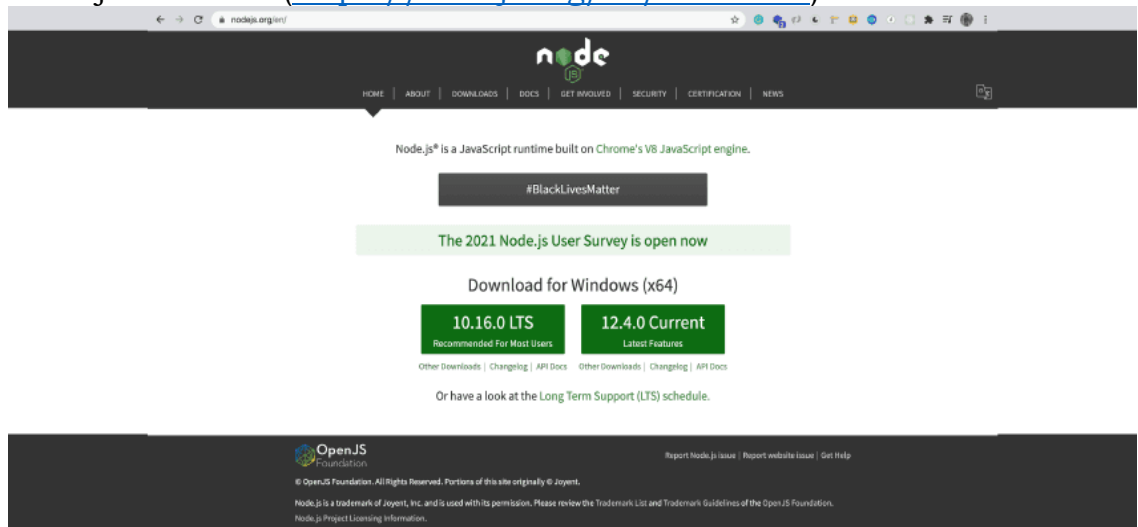 nodejs.org/en/
node
JS
HOME | ABOUT | DOWNLOADS | DOCS | GET INVOLVED | SECURITY | CERTIFICATION | NEWS
Node.js® is a JavaScript runtime built on Chrome's V8 JavaScript engine.
#BlackLivesMatter
The 2021 Node.js User Survey is open now
Download for Windows (x64)
10.16.0 LTS
Recommended For Most Users
12.4.0 Current
Latest Features
Other Downloads | Changelog | API Docs
Other Downloads | Changelog | API Docs
Or have a look at the Long Term Support (LTS) schedule.
OpenJS
Foundation
Report Node.js issue | Report website issue | Get Help
© OpenJS Foundation. All Rights Reserved. Portions of this site originally © Joyent.
Node.js is a trademark of Joyent, Inc. and is used with its permission. Please review the Trademark List and Trademark Guidelines of the OpenJS Foundation.
Node.js Project Licensing Information.